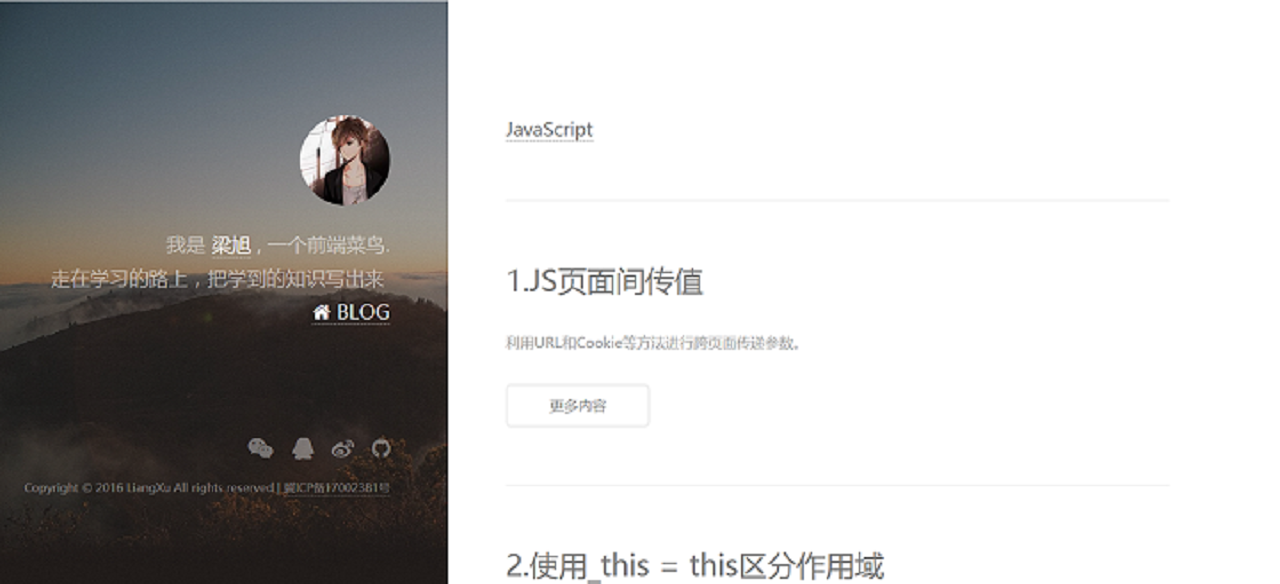 我是 梁旭，一个前端菜鸟.
走在学习的路上，把学到的知识写出来
BLOG
Copyright © 2016 LiangXu All rights reserved | 冀ICP备17002381号
JavaScript
1.JS页面间传值
利用URL和Cookie等方法进行跨页面传递参数。
更多内容
2.使用_this = this区分作用域